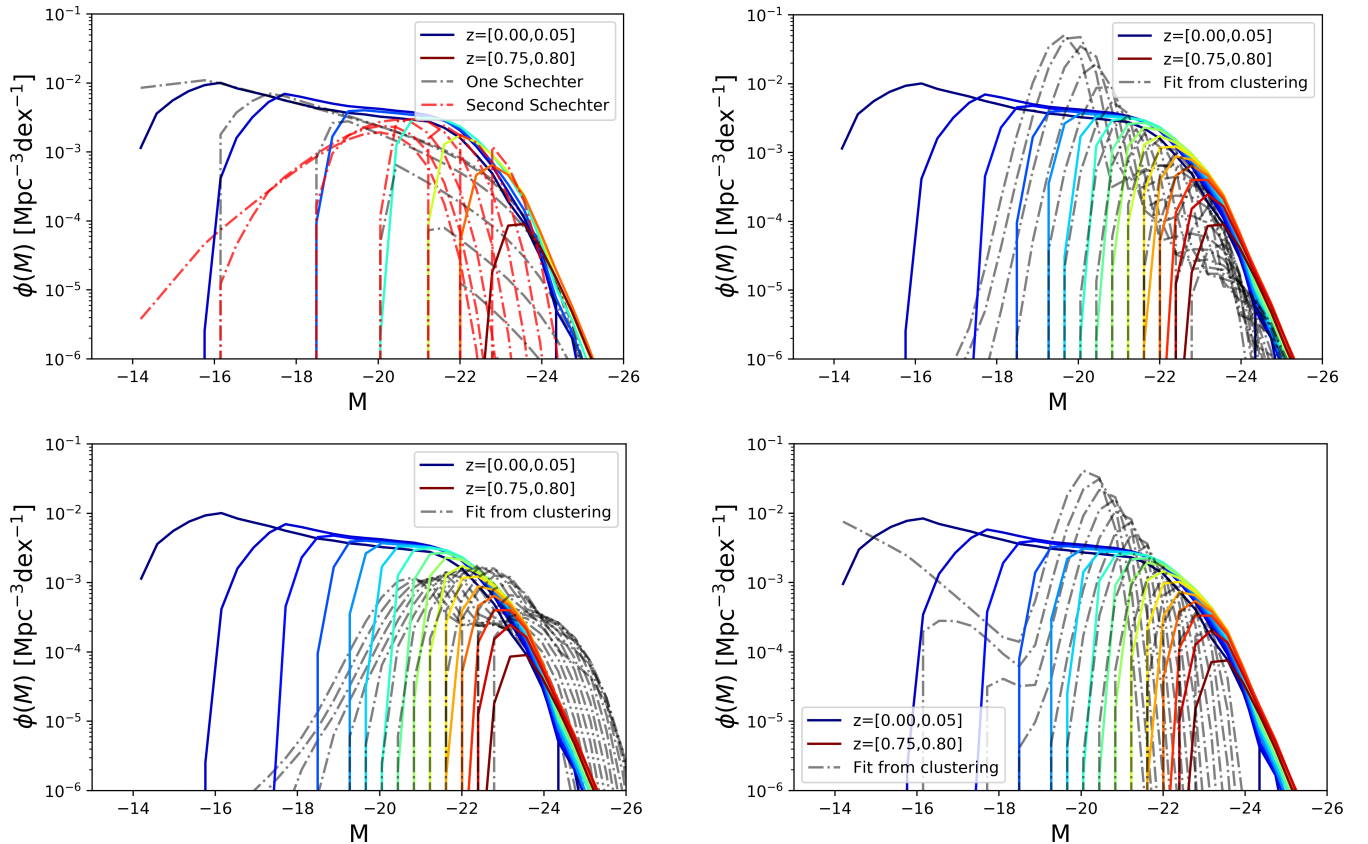 10⁻¹
10⁻²
10⁻³
10⁻⁴
10⁻⁵
10⁻⁶
ϕ(M) [Mpc⁻³dex⁻¹]
z=[0.00,0.05]
z=[0.75,0.80]
One Schechter
Second Schechter
−14 −16 −18 −20 −22 −24 −26
M
10⁻¹
10⁻²
10⁻³
10⁻⁴
10⁻⁵
10⁻⁶
ϕ(M) [Mpc⁻³dex⁻¹]
z=[0.00,0.05]
z=[0.75,0.80]
Fit from clustering
−14 −16 −18 −20 −22 −24 −26
M
10⁻¹
10⁻²
10⁻³
10⁻⁴
10⁻⁵
10⁻⁶
ϕ(M) [Mpc⁻³dex⁻¹]
z=[0.00,0.05]
z=[0.75,0.80]
Fit from clustering
−14 −16 −18 −20 −22 −24 −26
M
10⁻¹
10⁻²
10⁻³
10⁻⁴
10⁻⁵
10⁻�6
ϕ(M) [Mpc⁻³dex⁻¹]
z=[0.00,0.05]
z=[0.75,0.80]
Fit from clustering
−14 −16 −18 −20 −22 −24 −26
M